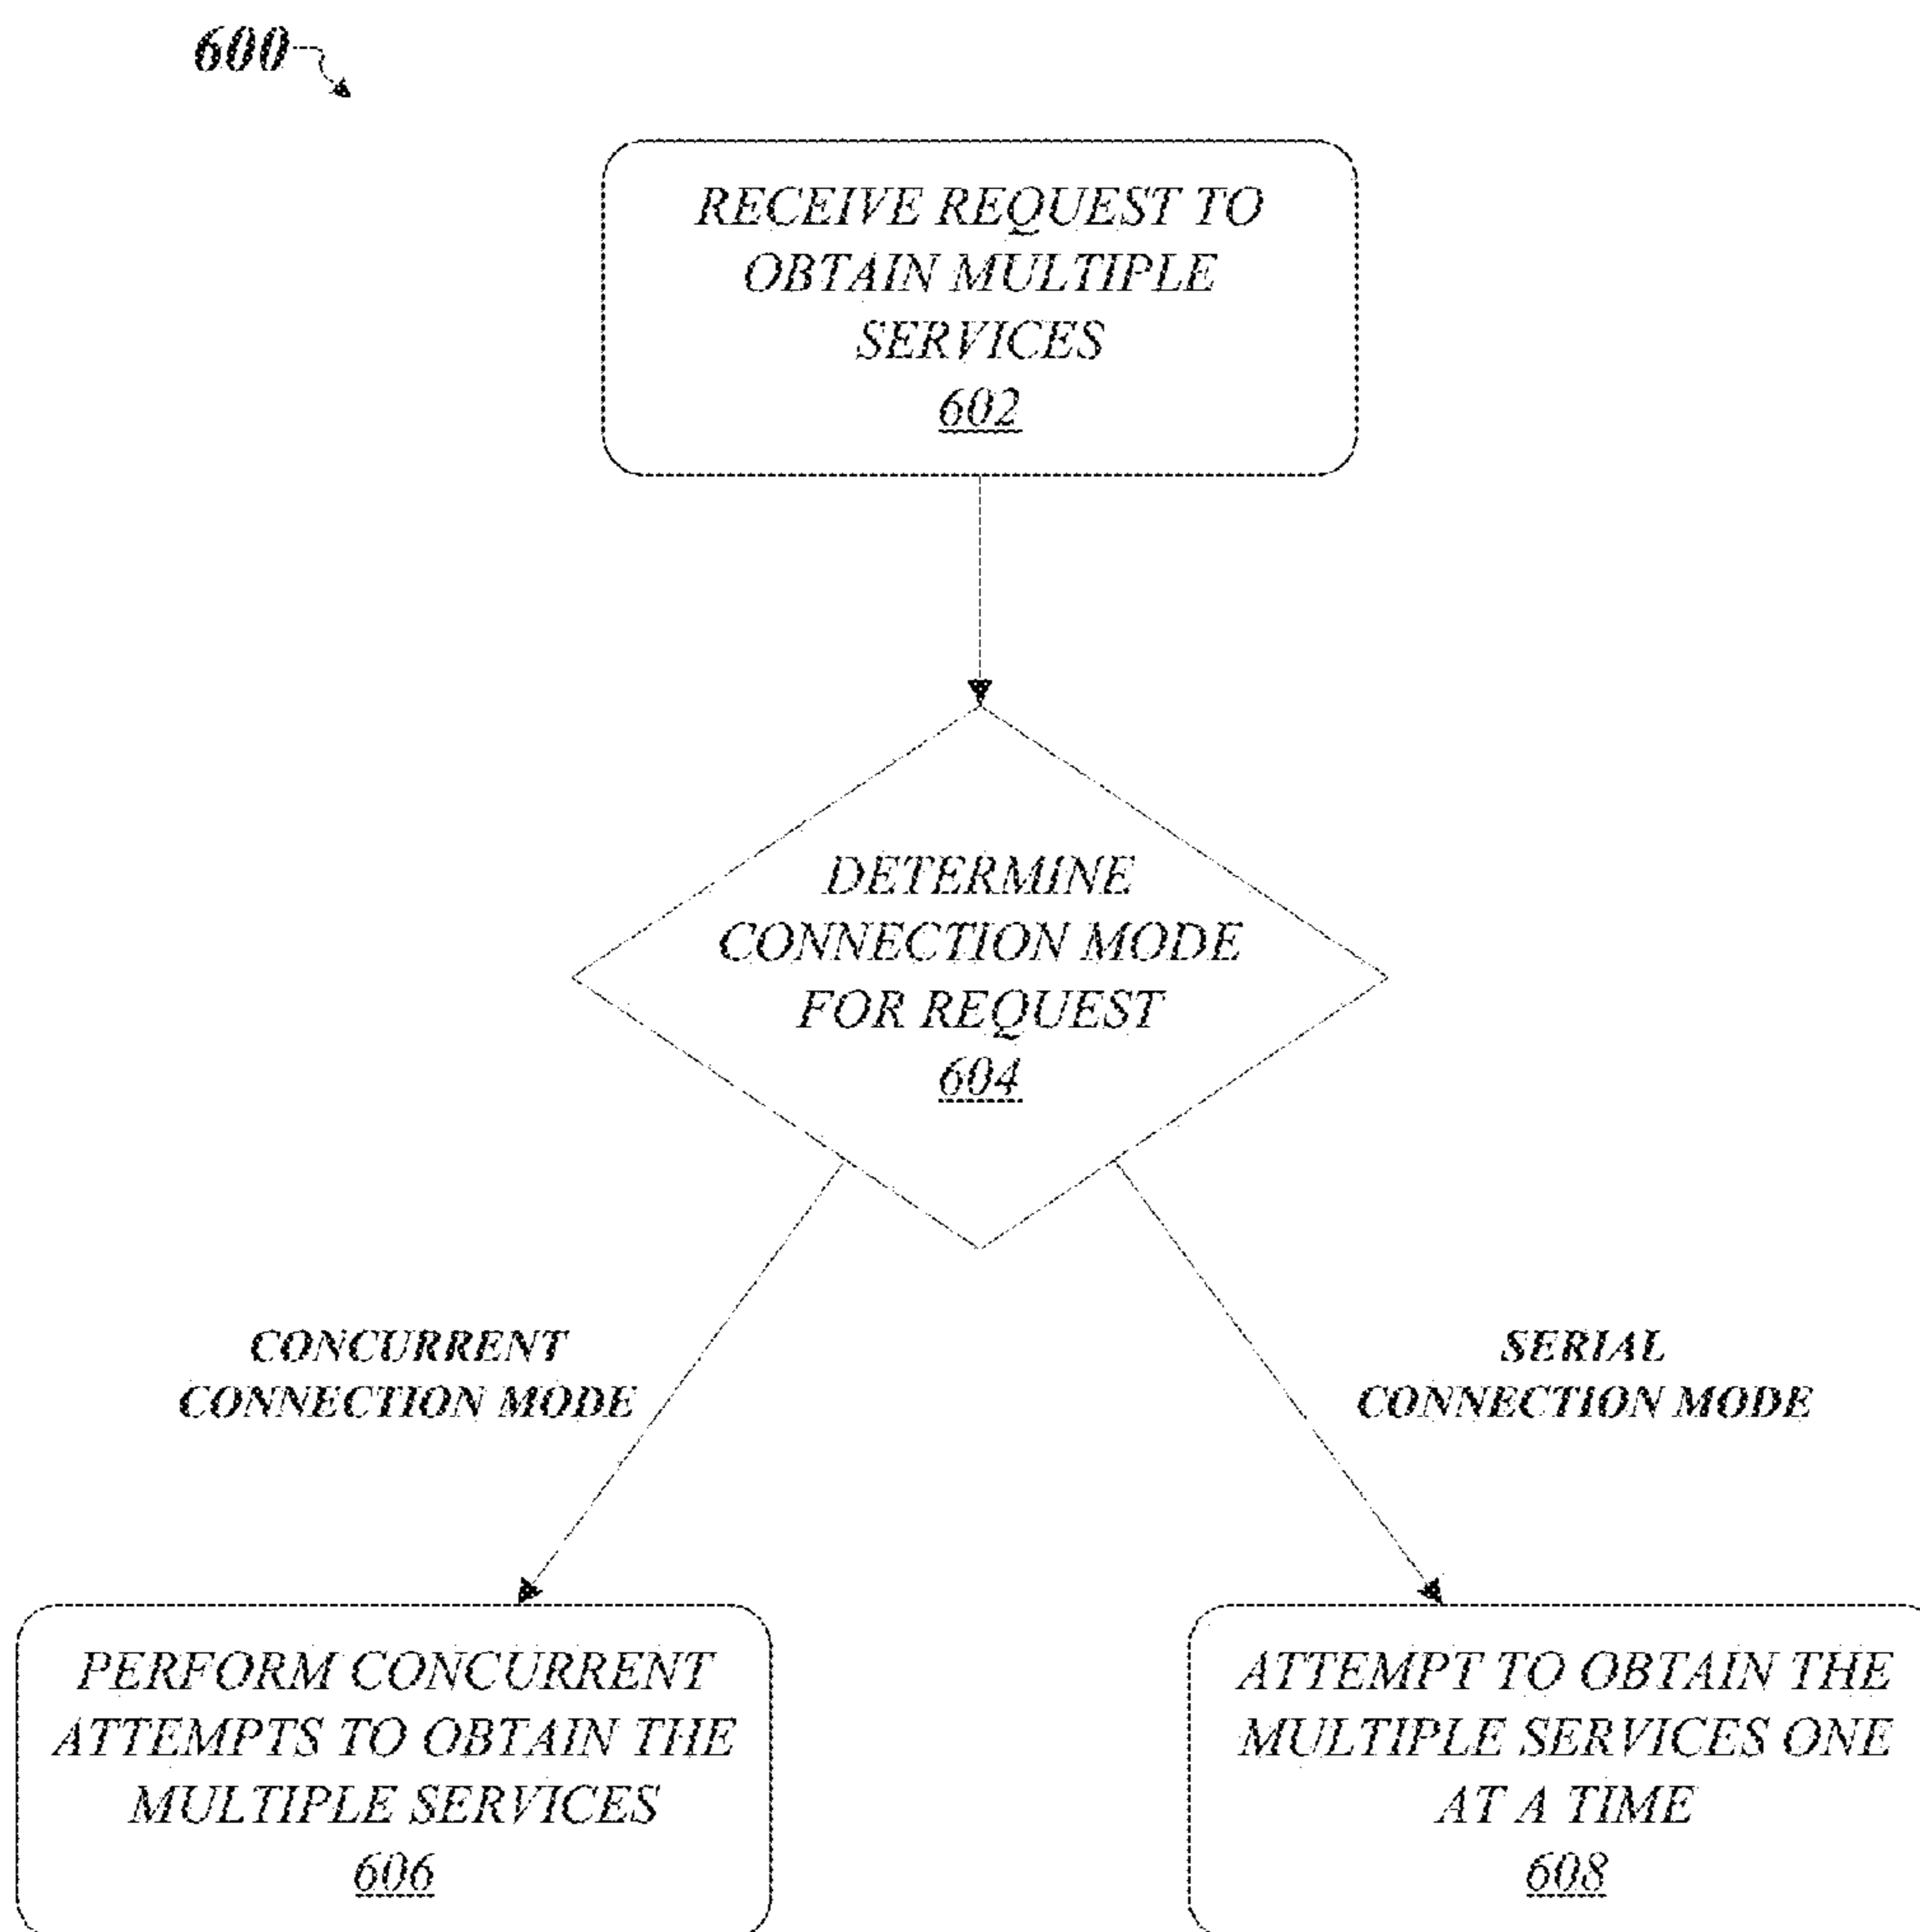 600
RECEIVE REQUEST TO
OBTAIN MULTIPLE
SERVICES
602
DETERMINE
CONNECTION MODE
FOR REQUEST
604
CONCURRENT
CONNECTION MODE
SERIAL
CONNECTION MODE
PERFORM CONCURRENT
ATTEMPTS TO OBTAIN THE
MULTIPLE SERVICES
606
ATTEMPT TO OBTAIN THE
MULTIPLE SERVICES ONE
AT A TIME
608